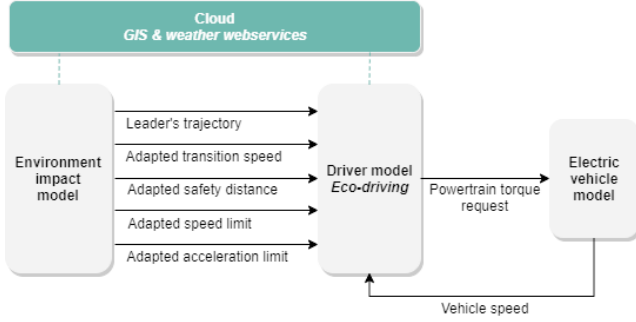 Cloud
GIS & weather webservices
Environment
impact
model
Leader's trajectory
Adapted transition speed
Adapted safety distance
Adapted speed limit
Adapted acceleration limit
Driver model
Eco-driving
Powertrain torque
request
Electric
vehicle
model
Vehicle speed